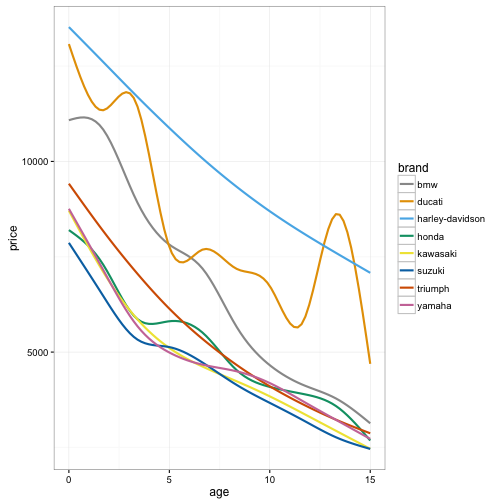 10000
5000
price
0 5 10 15
age
brand
bmw
ducati
harley-davidson
honda
kawasaki
suzuki
triumph
yamaha